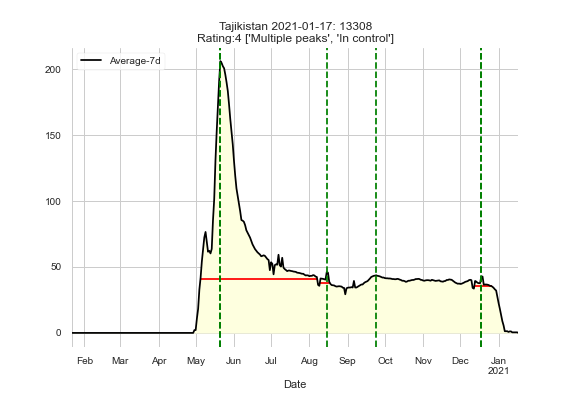 Tajikistan 2021-01-17: 13308
Rating:4 ['Multiple peaks', 'In control']
Average-7d
200
150
100
50
0
Feb Mar Apr May Jun Jul Aug Sep Oct Nov Dec Jan
2021
Date